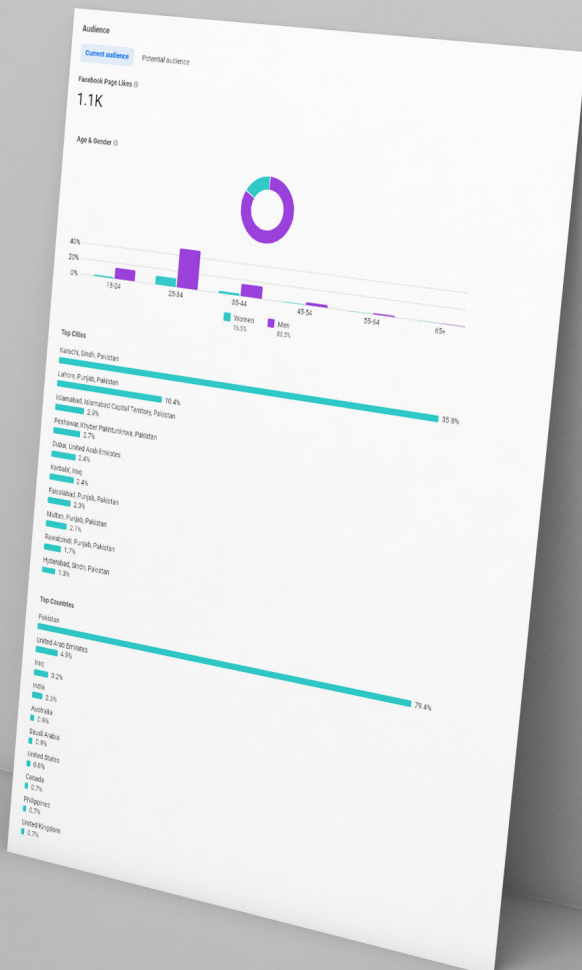 Audience
Current audience Potential audience
Facebook Page Likes
1.1K
Age & Gender
40%
20%
0%
18-24 25-34 35-44 45-54 55-64 65+
Women Men
16.5% 83.5%
Top Cities
Karachi, Sindh, Pakistan
35.8%
Lahore, Punjab, Pakistan
10.4%
Islamabad, Islamabad Capital Territory, Pakistan
2.9%
Peshawar, Khyber Pakhtunkhwa, Pakistan
2.7%
Dubai, United Arab Emirates
2.4%
Karbala', Iraq
2.4%
Faisalabad, Punjab, Pakistan
2.3%
Multan, Punjab, Pakistan
2.1%
Rawalpindi, Punjab, Pakistan
1.7%
Hyderabad, Sindh, Pakistan
1.3%
Top Countries
Pakistan
79.4%
United Arab Emirates
4.9%
Iraq
3.2%
India
2.3%
Australia
0.9%
Saudi Arabia
0.9%
United States
0.8%
Canada
0.7%
Philippines
0.7%
United Kingdom
0.7%